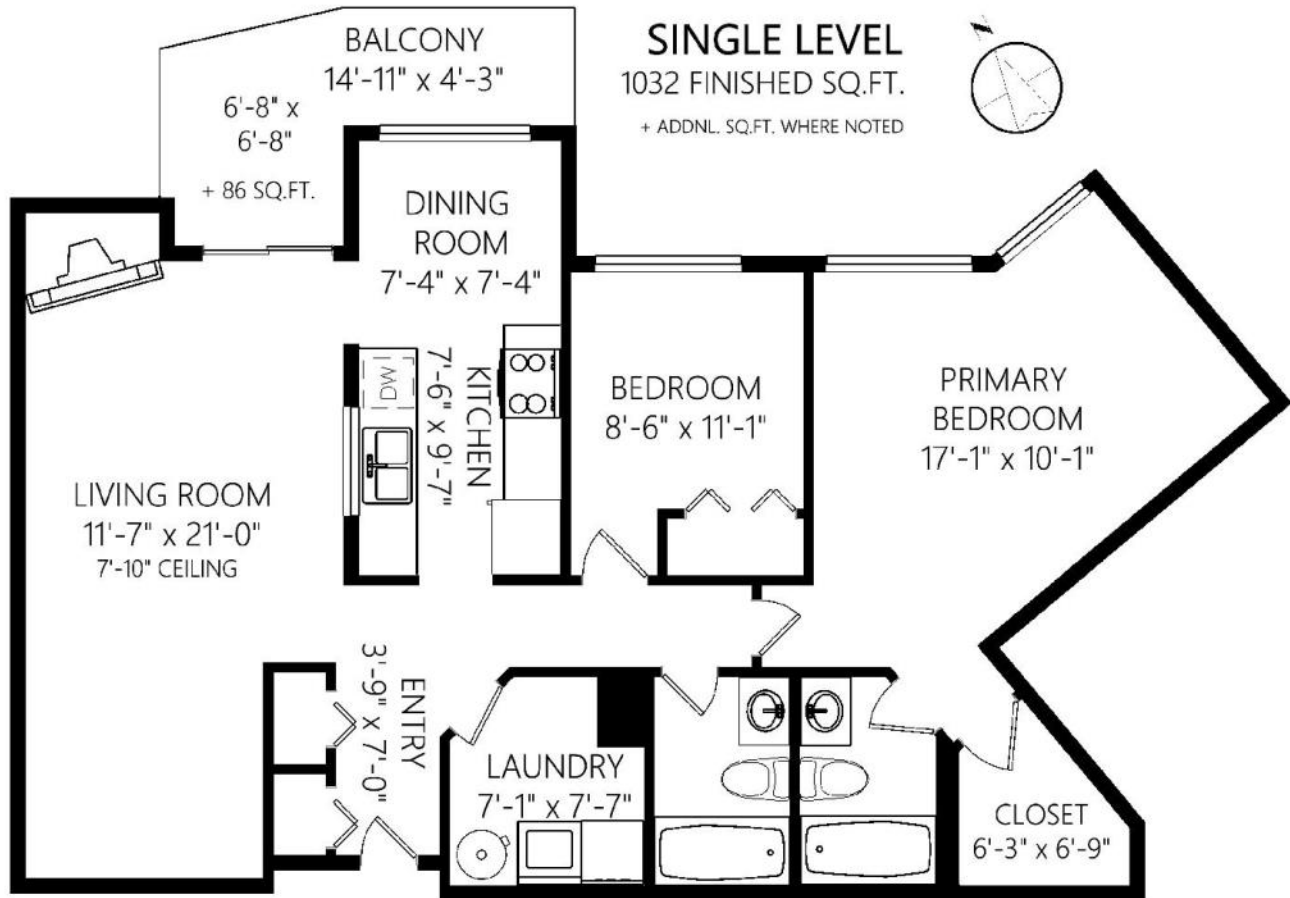 BALCONY
14'-11" x 4'-3"
6'-8" x
6'-8"
+ 86 SQ.FT.
SINGLE LEVEL
1032 FINISHED SQ.FT.
+ ADDNL. SQ.FT. WHERE NOTED
N
DINING
ROOM
7'-4" x 7'-4"
DW
KITCHEN
7'-6" x 9'-7"
BEDROOM
8'-6" x 11'-1"
PRIMARY
BEDROOM
17'-1" x 10'-1"
LIVING ROOM
11'-7" x 21'-0"
7'-10" CEILING
ENTRY
3'-9" x 7'-0"
LAUNDRY
7'-1" x 7'-7"
CLOSET
6'-3" x 6'-9"